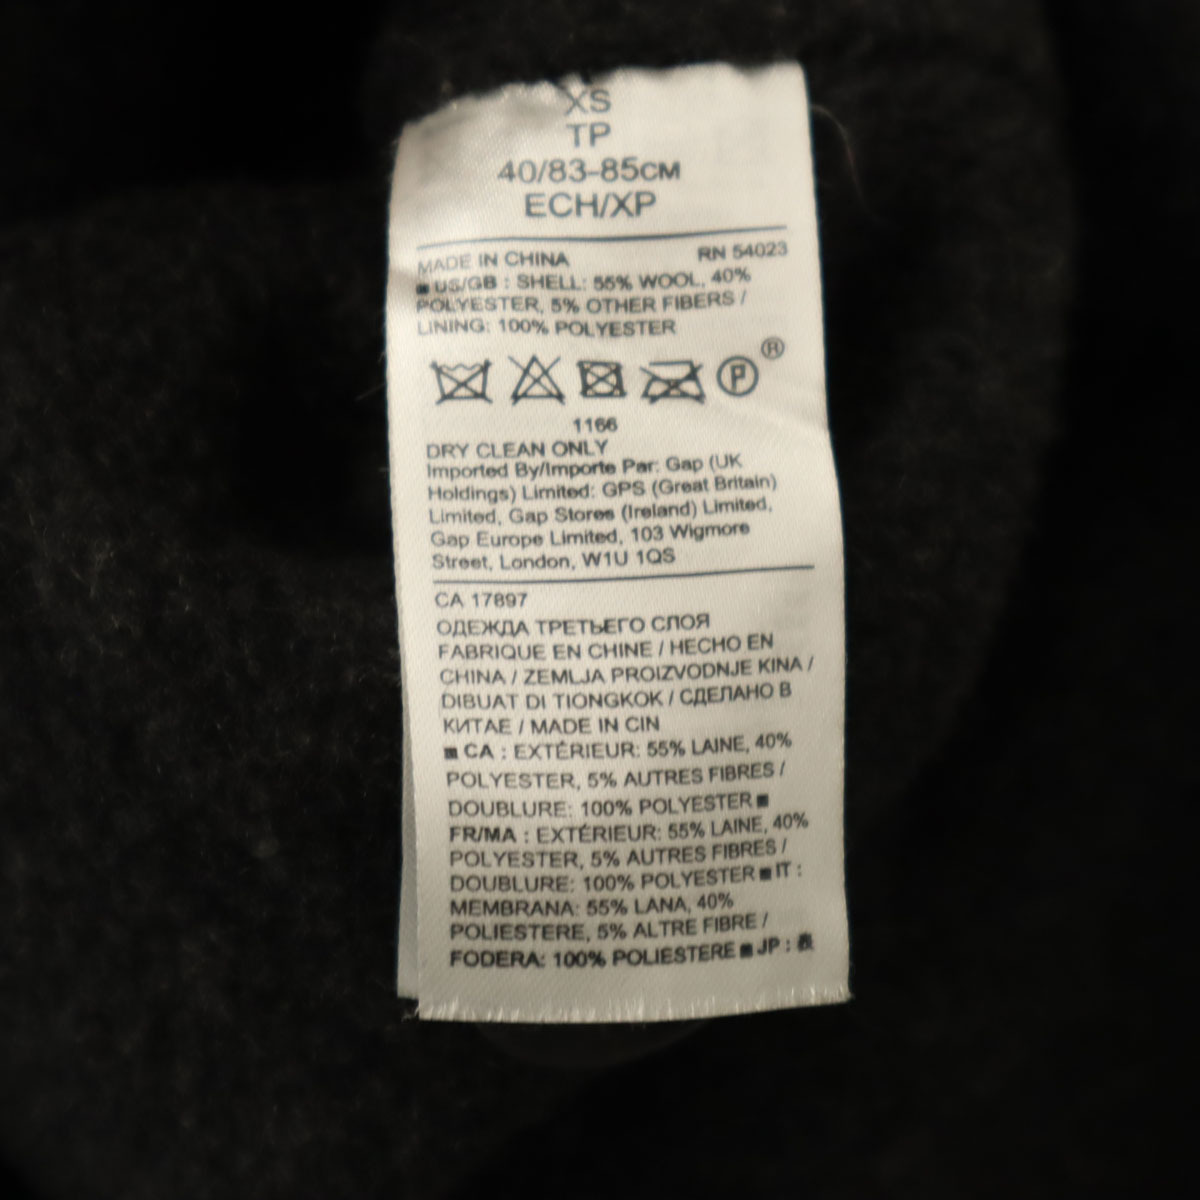 XS
TP
40/83-85CM
ECH/XP
MADE IN CHINA RN 54023
■ US/GB : SHELL: 55% WOOL, 40%
POLYESTER, 5% OTHER FIBERS /
LINING: 100% POLYESTER
P ®
1166
DRY CLEAN ONLY
Imported By/Importe Par: Gap (UK
Holdings) Limited: GPS (Great Britain)
Limited, Gap Stores (Ireland) Limited,
Gap Europe Limited, 103 Wigmore
Street, London, W1U 1QS
CA 17897
ОДЕЖДА ТРЕТЬЕГО СЛОЯ
FABRIQUE EN CHINE / HECHO EN
CHINA / ZEMLJA PROIZVODNJE KINA /
DIBUAT DI TIONGKOK / СДЕЛАНО В
КИТАЕ / MADE IN CIN
■ CA : EXTÉRIEUR: 55% LAINE, 40%
POLYESTER, 5% AUTRES FIBRES /
DOUBLURE: 100% POLYESTER ■
FR/MA : EXTÉRIEUR: 55% LAINE, 40%
POLYESTER, 5% AUTRES FIBRES /
DOUBLURE: 100% POLYESTER ■ IT :
MEMBRANA: 55% LANA, 40%
POLIESTERE, 5% ALTRE FIBRE /
FODERA: 100% POLIESTERE ■ JP : 表